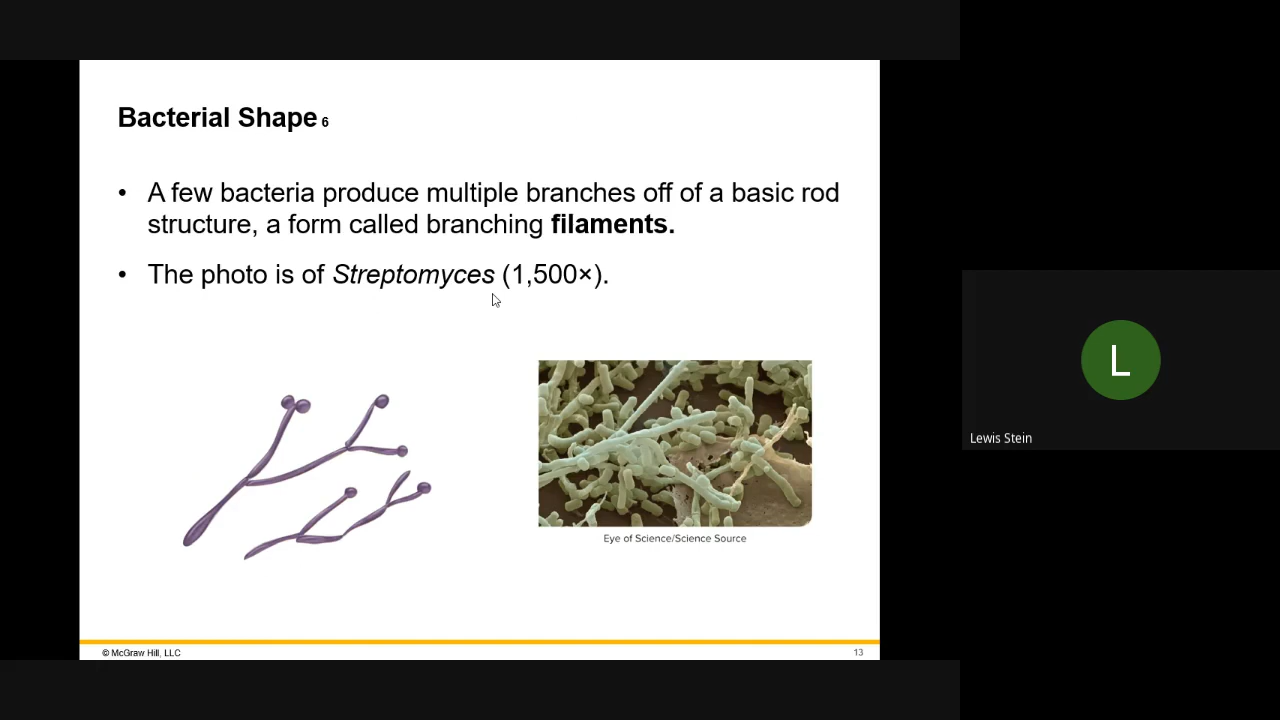 Bacterial Shape 6
• A few bacteria produce multiple branches off of a basic rod
structure, a form called branching filaments.
• The photo is of Streptomyces (1,500×).
Eye of Science/Science Source
© McGraw Hill, LLC
13
L
Lewis Stein